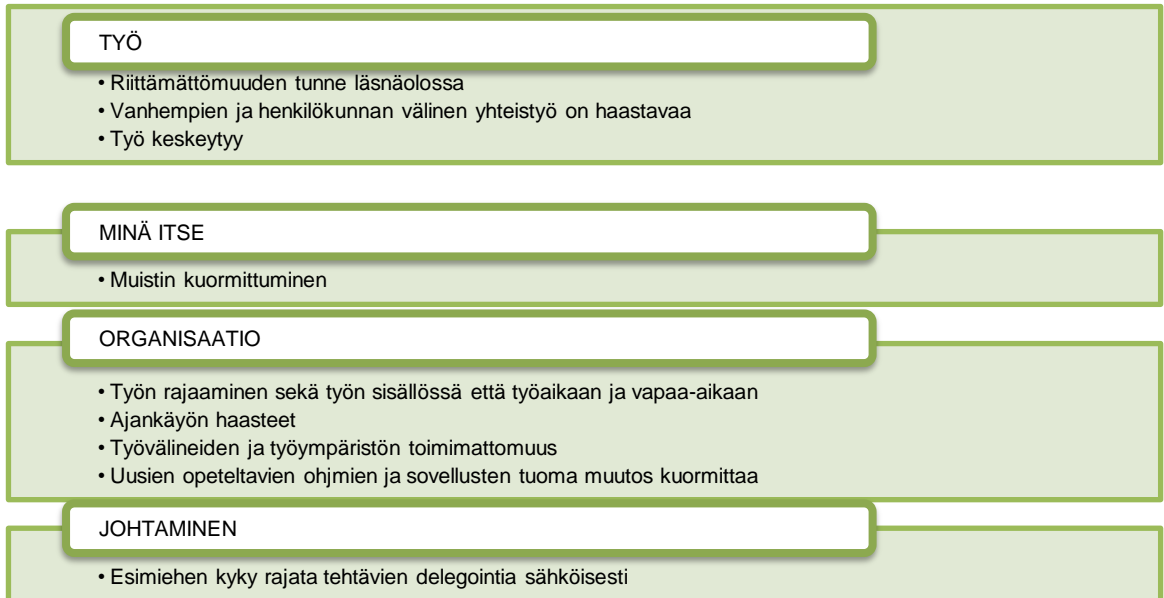 TYÖ
• Riittämättömuuden tunne läsnäolossa
• Vanhempien ja henkilökunnan välinen yhteistyö on haastavaa
• Työ keskeytyy
MINÄ ITSE
• Muistin kuormittuminen
ORGANISAATIO
• Työn rajaaminen sekä työn sisällössä että työaikaan ja vapaa-aikaan
• Ajankäyön haasteet
• Työvälineiden ja työympäristön toimimattomuus
• Uusien opeteltavien ohjmien ja sovellusten tuoma muutos kuormittaa
JOHTAMINEN
• Esimiehen kyky rajata tehtävien delegointia sähköisesti